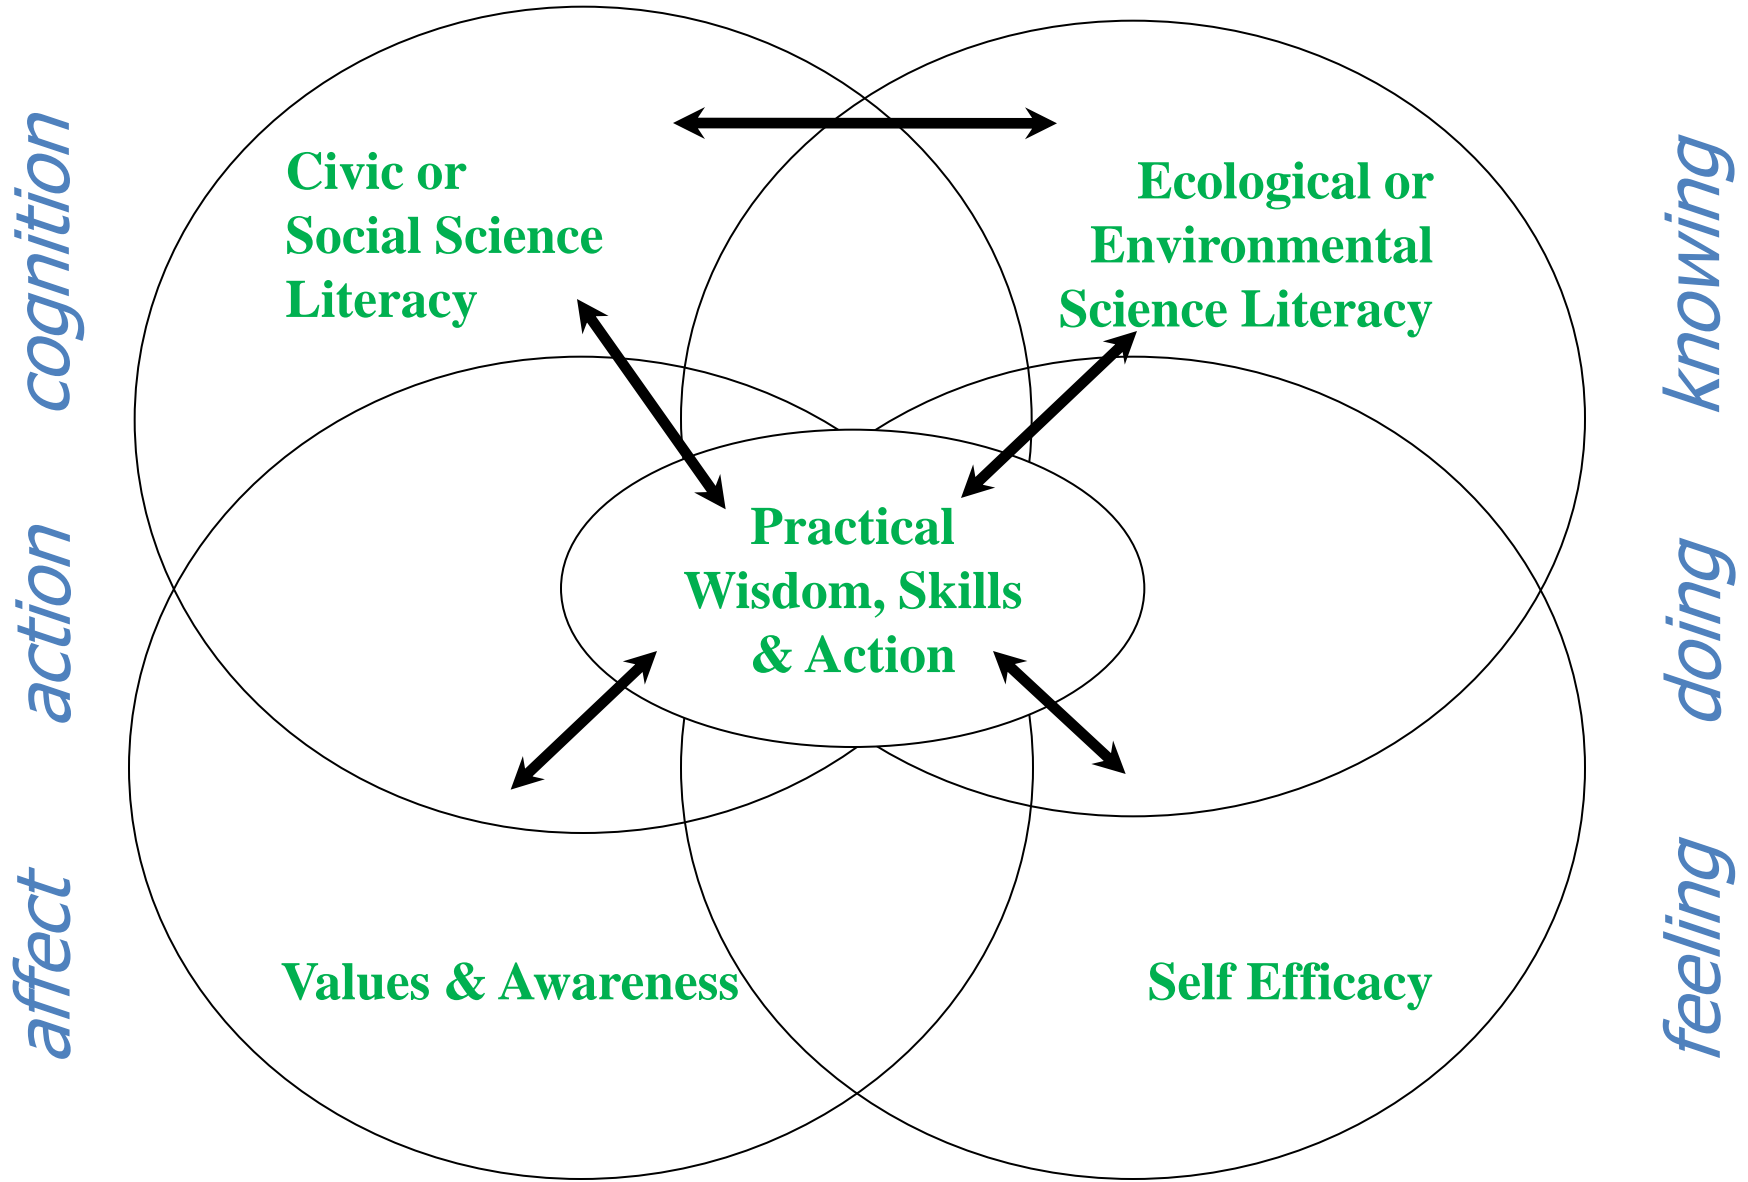 cognition
Civic or
Social Science
Literacy
Ecological or
Environmental
Science Literacy
knowing
action
Practical
Wisdom, Skills
& Action
doing
affect
Values & Awareness
Self Efficacy
feeling